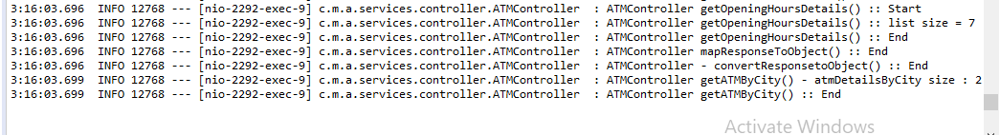 3:16:03.696  INFO 12768 --- [nio-2292-exec-9] c.m.a.services.controller.ATMController  : ATMController getOpeningHoursDetails() :: Start
3:16:03.696  INFO 12768 --- [nio-2292-exec-9] c.m.a.services.controller.ATMController  : ATMController getOpeningHoursDetails() :: list size = 7
3:16:03.696  INFO 12768 --- [nio-2292-exec-9] c.m.a.services.controller.ATMController  : ATMController getOpeningHoursDetails() :: End
3:16:03.696  INFO 12768 --- [nio-2292-exec-9] c.m.a.services.controller.ATMController  : ATMController mapResponseToObject() :: End
3:16:03.696  INFO 12768 --- [nio-2292-exec-9] c.m.a.services.controller.ATMController  : ATMController - convertResponsetoObject() :: End
3:16:03.699  INFO 12768 --- [nio-2292-exec-9] c.m.a.services.controller.ATMController  : ATMController getATMByCity() - atmDetailsByCity size : 2
3:16:03.699  INFO 12768 --- [nio-2292-exec-9] c.m.a.services.controller.ATMController  : ATMController getATMByCity() :: End
Activate Windows